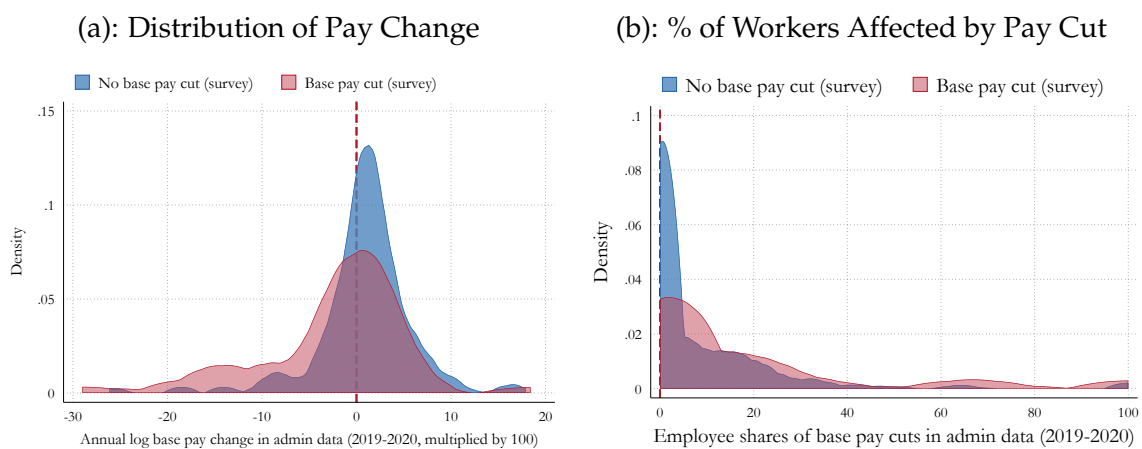 (a): Distribution of Pay Change
No base pay cut (survey) Base pay cut (survey)
.15
.1
.05
0
Density
-30 -20 -10 0 10 20
Annual log base pay change in admin data (2019-2020, multiplied by 100)
(b): % of Workers Affected by Pay Cut
No base pay cut (survey) Base pay cut (survey)
.1
.08
.06
.04
.02
0
Density
0 20 40 60 80 100
Employee shares of base pay cuts in admin data (2019-2020)